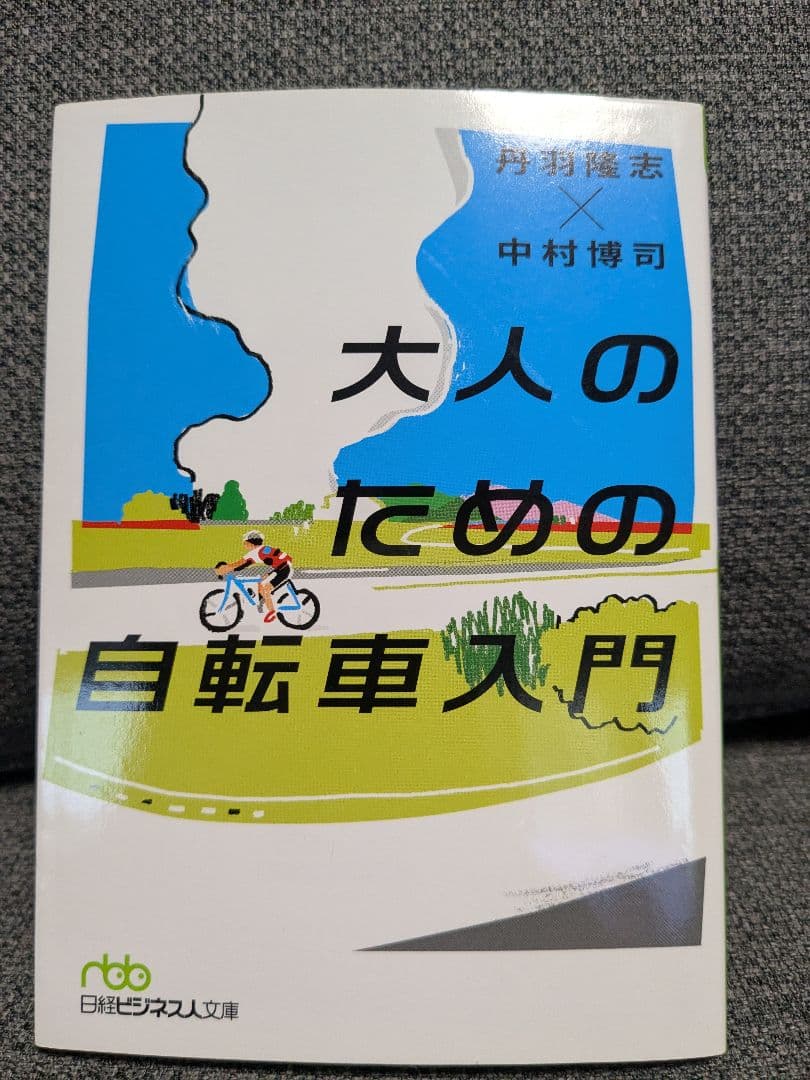 丹羽隆志
×
中村博司
大人の
ための
自転車入門
nbb
日経ビジネス人文庫